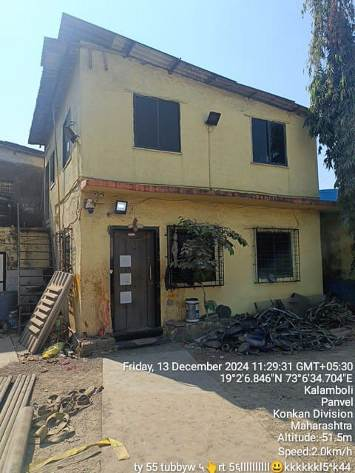 Friday, 13 December 2024 11:29:31 GMT+05:30
19°2'6.846"N 73°6'34.704"E
Kalamboli
Panvel
Konkan Division
Maharashtra
Altitude:-51.5m
Speed:2.0km/h